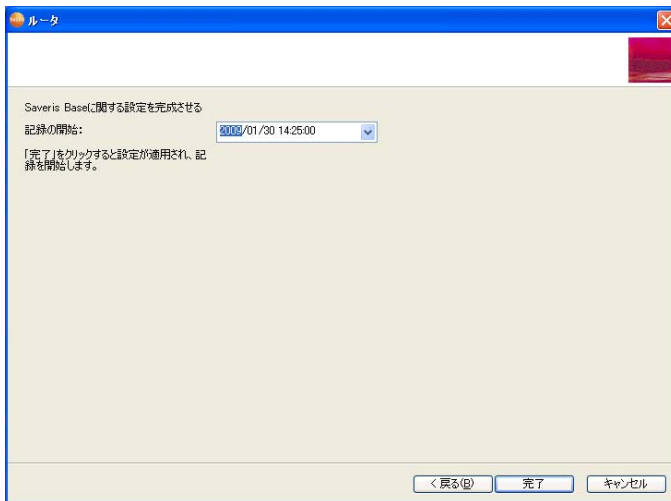 ルータ
Saveris Baseに関する設定を完成させる
記録の開始:
2009/01/30 14:25:00
「完了」をクリックすると設定が適用され、記
録を開始します。
< 戻る(B)
完了
キャンセル